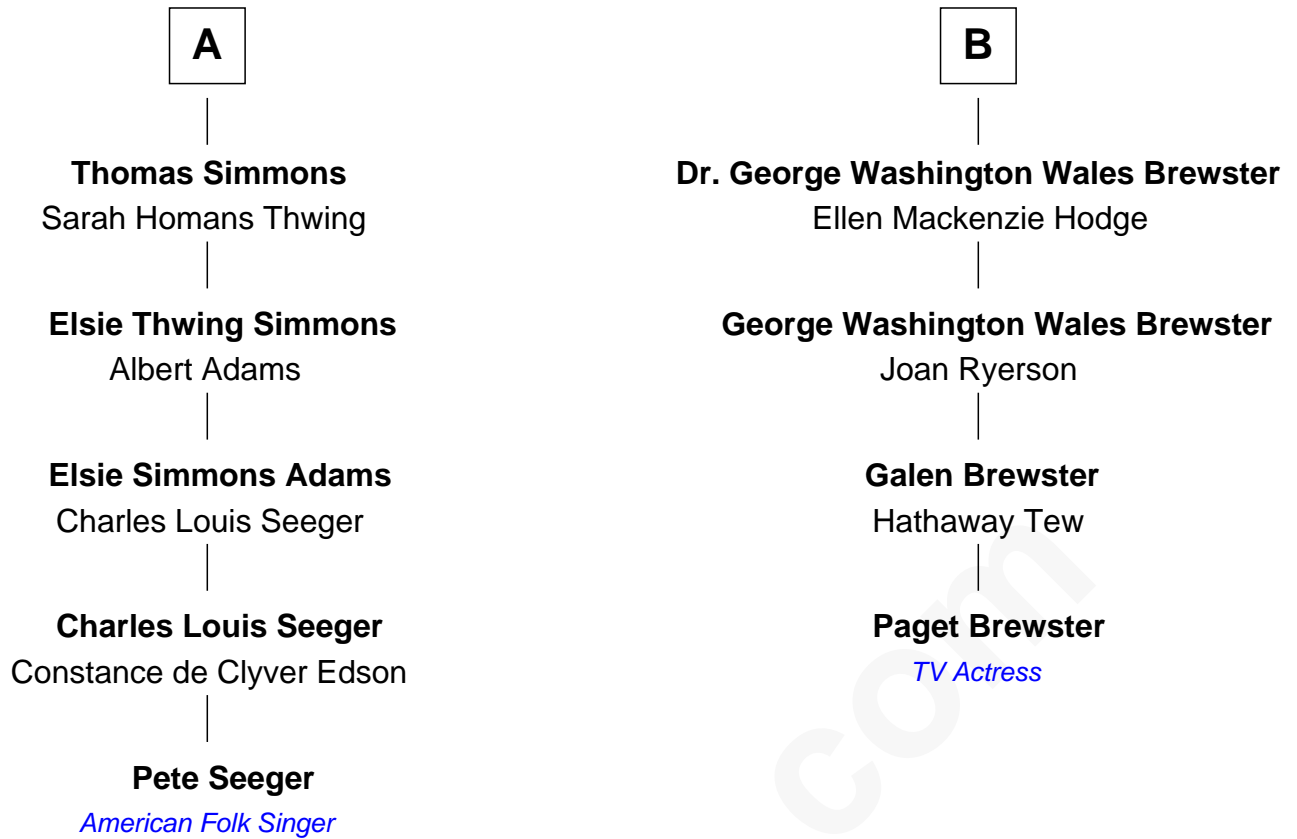 A
Thomas Simmons
Sarah Homans Thwing
Elsie Thwing Simmons
Albert Adams
Elsie Simmons Adams
Charles Louis Seeger
Charles Louis Seeger
Constance de Clyver Edson
Pete Seeger
American Folk Singer
B
Dr. George Washington Wales Brewster
Ellen Mackenzie Hodge
George Washington Wales Brewster
Joan Ryerson
Galen Brewster
Hathaway Tew
Paget Brewster
TV Actress
com